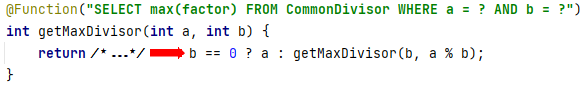 @Function("SELECT max(factor) FROM CommonDivisor WHERE a = ? AND b = ?")
int getMaxDivisor(int a, int b) {
return /*...*/ b == 0 ? a : getMaxDivisor(b, a % b);
}